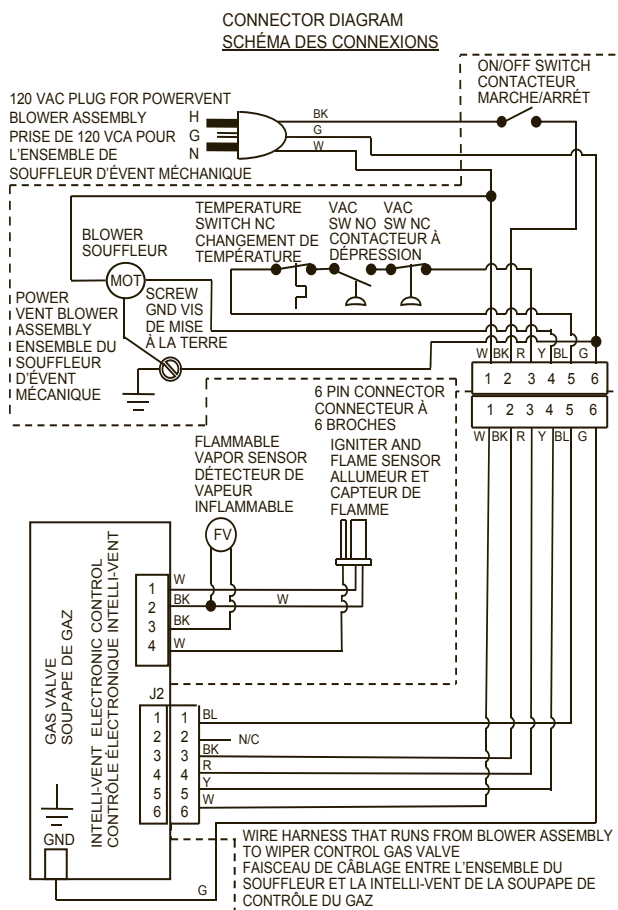 CONNECTOR DIAGRAM
SCHÉMA DES CONNEXIONS
ON/OFF SWITCH
CONTACTEUR
MARCHE/ARRÉT
120 VAC PLUG FOR POWERVENT
BLOWER ASSEMBLY
PRISE DE 120 VCA POUR
L'ENSEMBLE DE
SOUFFLEUR D'ÉVENT MÉCHANIQUE
H
G
N
BK
G
W
BLOWER
SOUFFLEUR
MOT
TEMPERATURE
SWITCH NC
CHANGEMENT DE
TEMPÉRATURE
VAC VAC
SW NO SW NC
CONTACTEUR À
DÉPRESSION
POWER
VENT BLOWER
ASSEMBLY
ENSEMBLE DU
SOUFFLEUR
D'ÉVENT
MÉCANIQUE
SCREW
GND VIS
DE MISE
À LA TERRE
W BK R Y BL G
1 2 3 4 5 6
1 2 3 4 5 6
W BK R Y BL G
6 PIN CONNECTOR
CONNECTEUR À
6 BROCHES
FLAMMABLE
VAPOR SENSOR
DÉTECTEUR DE
VAPEUR
INFLAMMABLE
FV
IGNITER AND
FLAME SENSOR
ALLUMEUR ET
CAPTEUR DE
FLAMME
GAS VALVE
SOUPAPE DE GAZ
INTELLI-VENT ELECTRONIC CONTROL
CONTRÔLE ÉLECTRONIQUE INTELLI-VENT
1 W
2 BK W
3 BK
4 W
J2
1 1 BL
2 2 N/C
3 3 BK
4 4 R
5 5 Y
6 6 W
GND
G
WIRE HARNESS THAT RUNS FROM BLOWER ASSEMBLY
TO WIPER CONTROL GAS VALVE
FAISCEAU DE CÂBLAGE ENTRE L'ENSEMBLE DU
SOUFFLEUR ET LA INTELLI-VENT DE LA SOUPAPE DE
CONTRÔLE DU GAZ